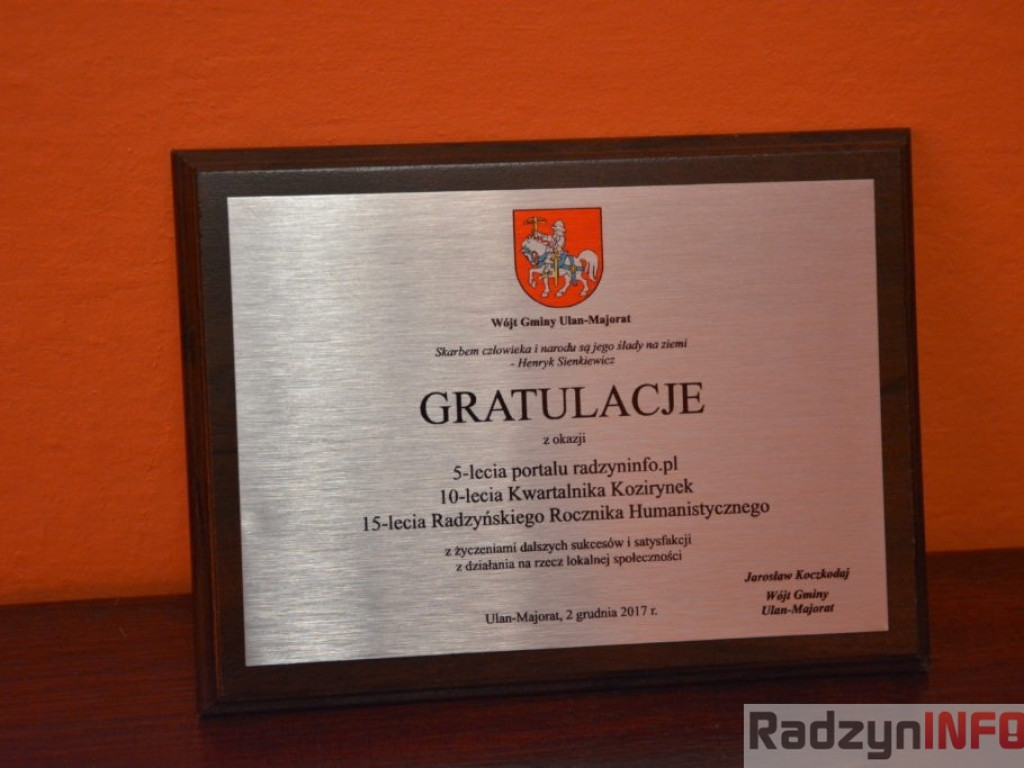 Wójt Gminy Ulan-Majorat
Skarbem człowieka i narodu są jego ślady na ziemi
- Henryk Sienkiewicz
GRATULACJE
z okazji
5-lecia portalu radzyninfo.pl
10-lecia Kwartalnika Kozirynek
15-lecia Radzyńskiego Rocznika Humanistycznego
z życzeniami dalszych sukcesów i satysfakcji
z działania na rzecz lokalnej społeczności
Jarosław Koczkodaj
Wójt Gminy
Ulan-Majorat
Ulan-Majorat, 2 grudnia 2017 r.
RadzynINFO